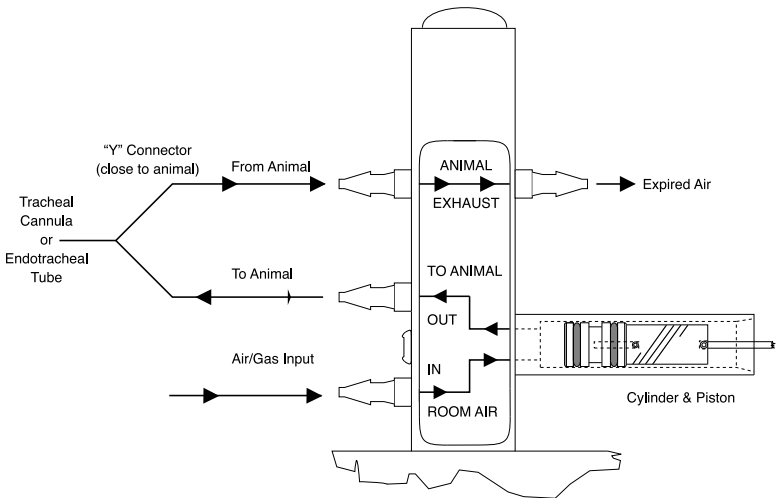 “Y” Connector
(close to animal)
From Animal
ANIMAL
EXHAUST
Expired Air
Tracheal
Cannula
or
Endotracheal
Tube
To Animal
TO ANIMAL
OUT
Air/Gas Input
IN
ROOM AIR
Cylinder & Piston